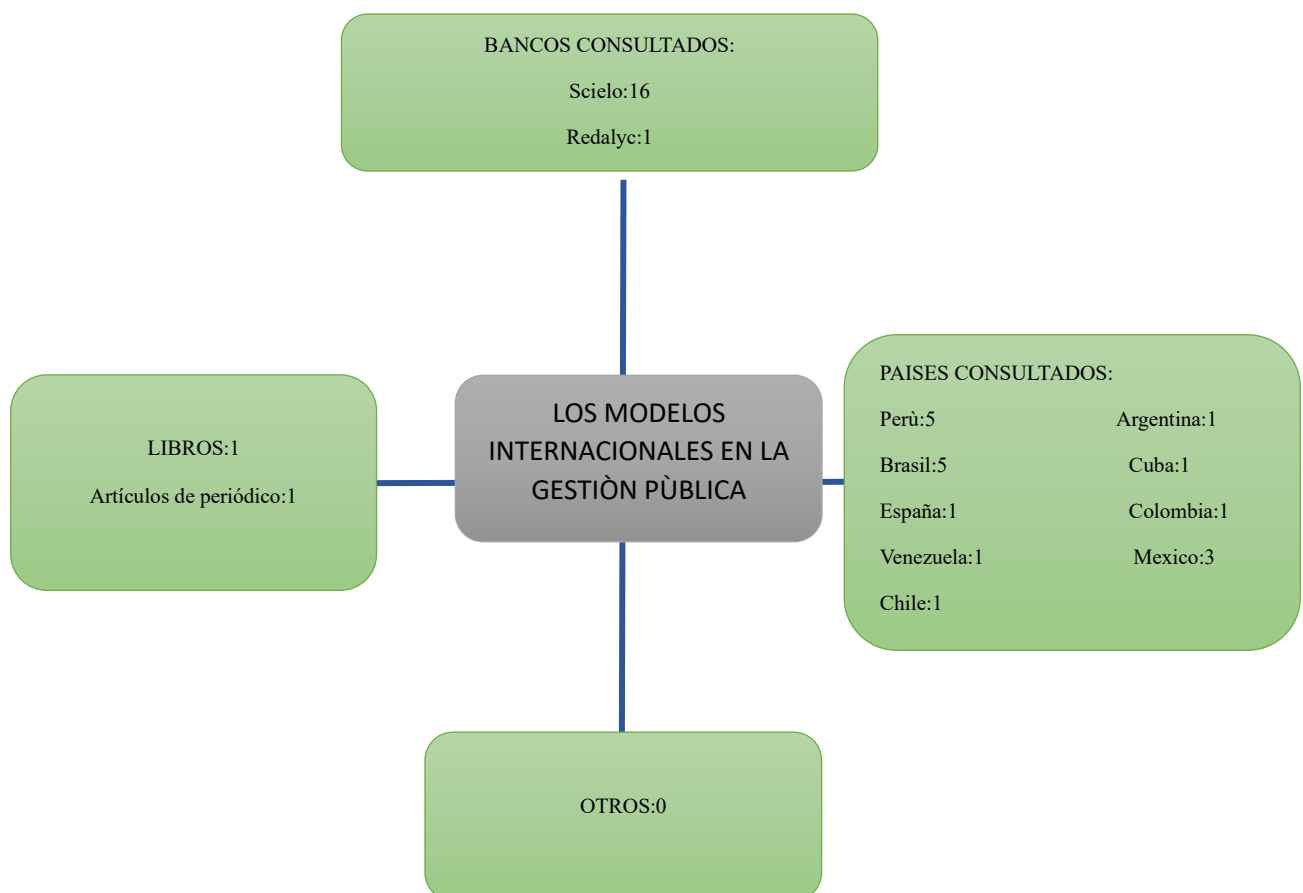 BANCOS CONSULTADOS:
Scielo:16
Redalyc:1
LIBROS:1
Artículos de periódico:1
LOS MODELOS
INTERNACIONALES EN LA
GESTIÒN PÙBLICA
PAISES CONSULTADOS:
Perù:5 Argentina:1
Brasil:5 Cuba:1
España:1 Colombia:1
Venezuela:1 Mexico:3
Chile:1
OTROS:0